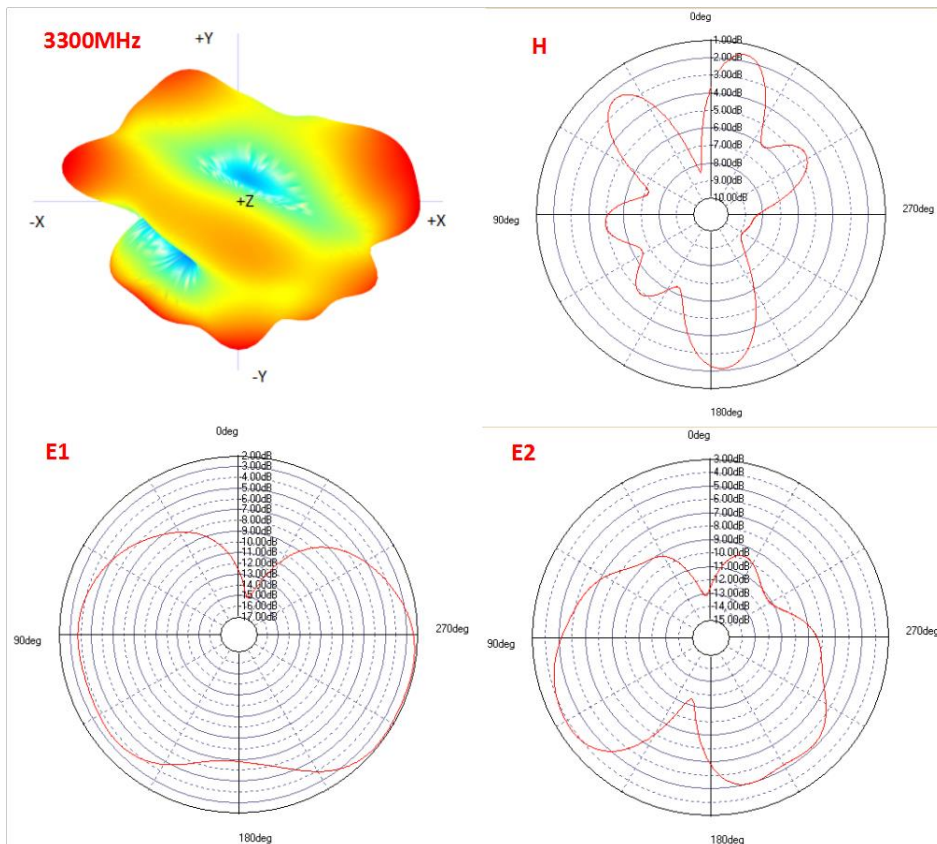 3300MHz
+Y
-X
+Z
+X
-Y
H
0deg
1.00dB
2.00dB
3.00dB
4.00dB
5.00dB
6.00dB
7.00dB
8.00dB
9.00dB
10.00dB
90deg
270deg
180deg
E1
0deg
2.00dB
3.00dB
4.00dB
5.00dB
6.00dB
7.00dB
8.00dB
9.00dB
10.00dB
11.00dB
12.00dB
13.00dB
14.00dB
15.00dB
16.00dB
17.00dB
90deg
270deg
180deg
E2
0deg
3.00dB
4.00dB
5.00dB
6.00dB
7.00dB
8.00dB
9.00dB
10.00dB
11.00dB
12.00dB
13.00dB
14.00dB
15.00dB
90deg
270deg
180deg